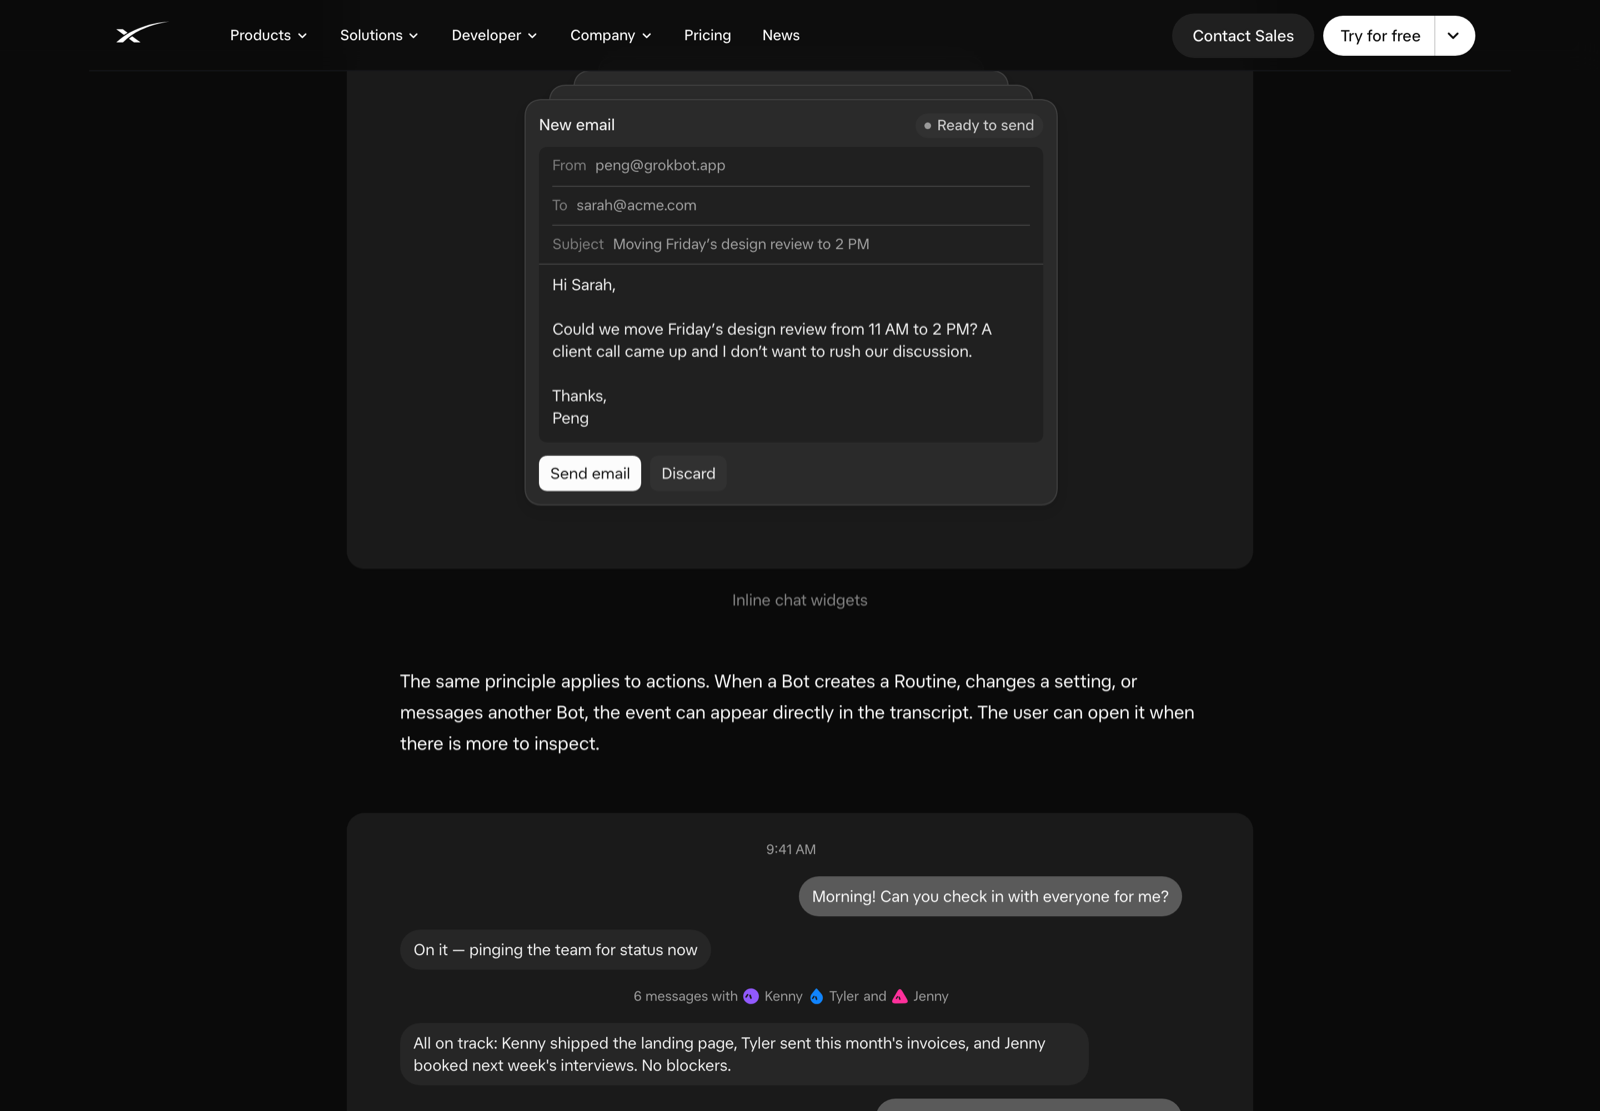 Products
Solutions
Developer
Company
Pricing
News
Contact Sales
Try for free
New email
Ready to send
From peng@grokbot.app
To sarah@acme.com
Subject Moving Friday’s design review to 2 PM
Hi Sarah,
Could we move Friday’s design review from 11 AM to 2 PM? A
client call came up and I don’t want to rush our discussion.
Thanks,
Peng
Send email
Discard
Inline chat widgets
The same principle applies to actions. When a Bot creates a Routine, changes a setting, or
messages another Bot, the event can appear directly in the transcript. The user can open it when
there is more to inspect.
9:41 AM
Morning! Can you check in with everyone for me?
On it — pinging the team for status now
6 messages with Kenny Tyler and Jenny
All on track: Kenny shipped the landing page, Tyler sent this month's invoices, and Jenny
booked next week's interviews. No blockers.